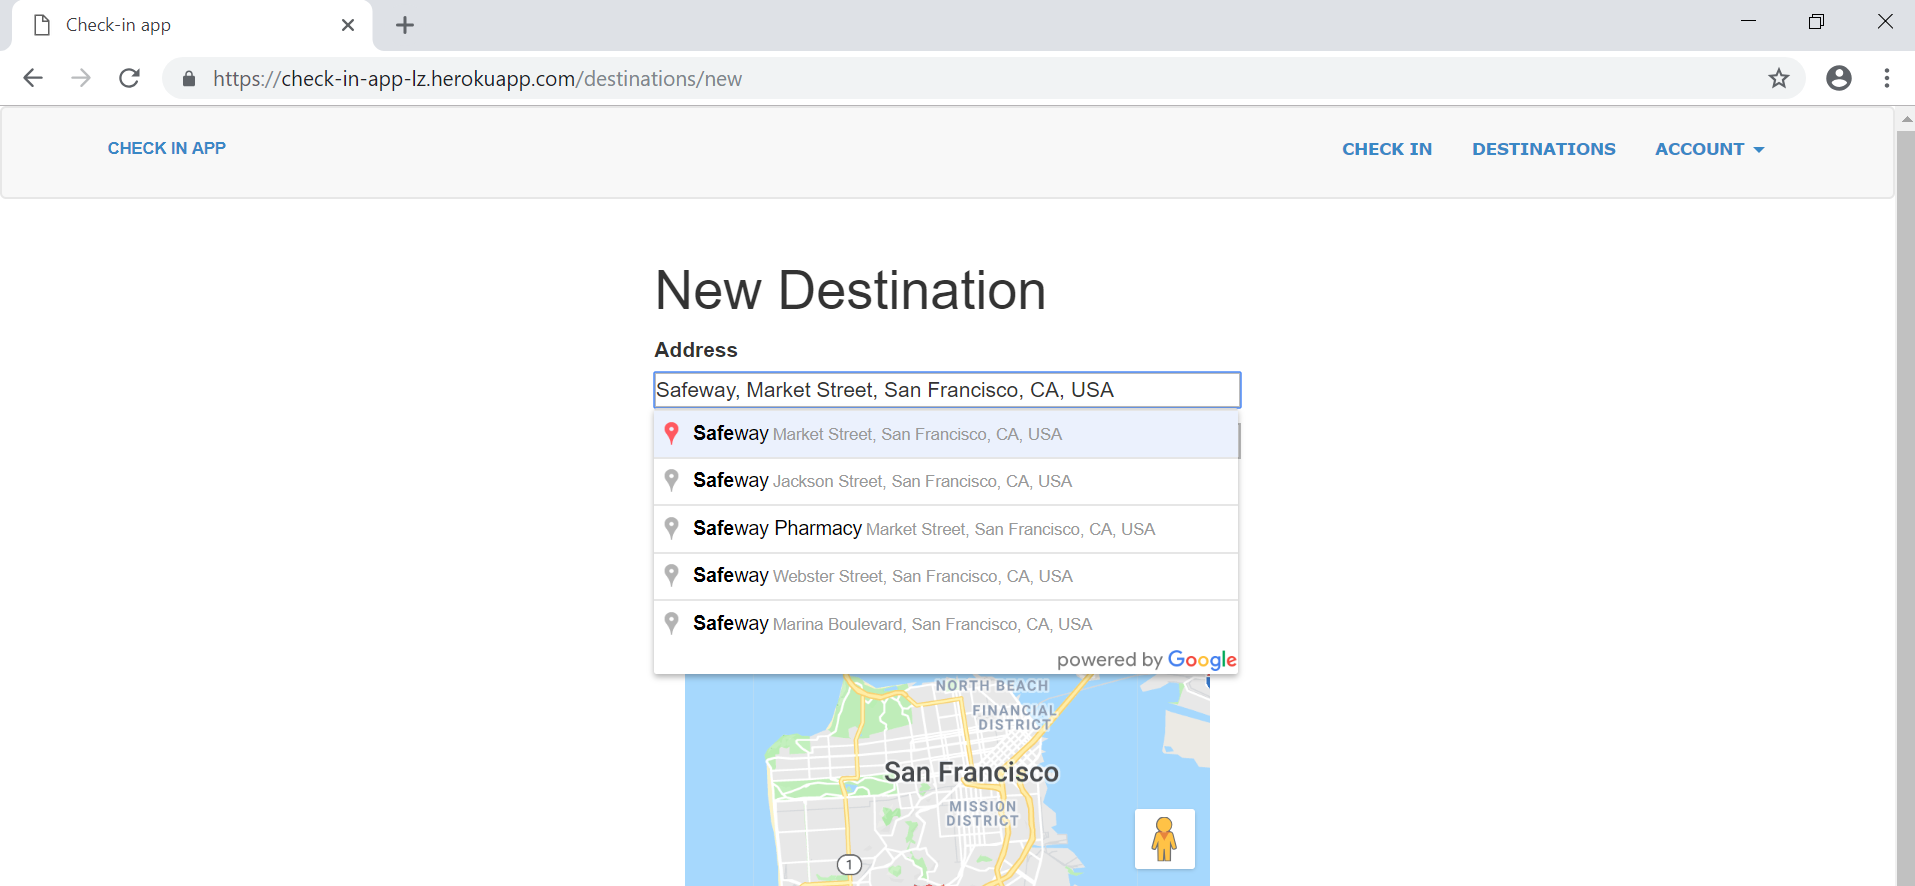 Check-in app
https://check-in-app-lz.herokuapp.com/destinations/new
CHECK IN APP
CHECK IN DESTINATIONS ACCOUNT
New Destination
Address
Safeway, Market Street, San Francisco, CA, USA
Safeway Market Street, San Francisco, CA, USA
Safeway Jackson Street, San Francisco, CA, USA
Safeway Pharmacy Market Street, San Francisco, CA, USA
Safeway Webster Street, San Francisco, CA, USA
Safeway Marina Boulevard, San Francisco, CA, USA
powered by Google
NORTH BEACH
FINANCIAL
DISTRICT
San Francisco
MISSION
DISTRICT
1